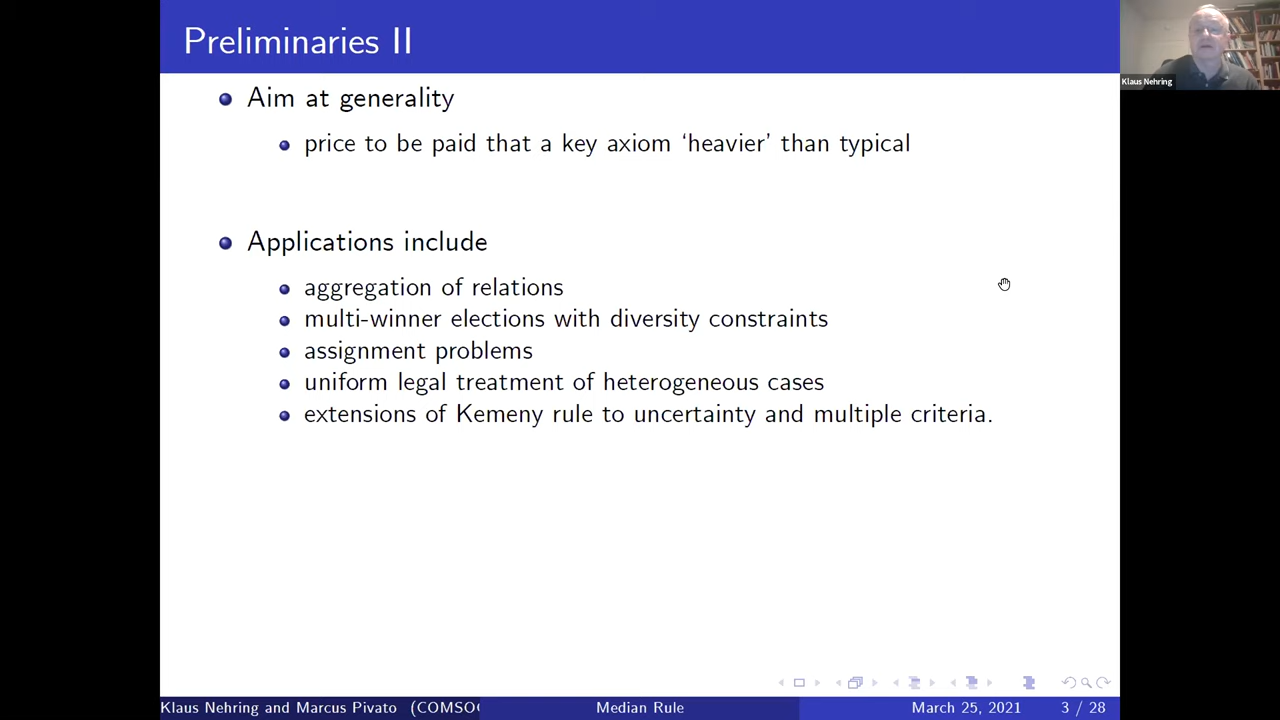 Preliminaries II
Klaus Nehring
Aim at generality
price to be paid that a key axiom ‘heavier’ than typical
Applications include
aggregation of relations
multi-winner elections with diversity constraints
assignment problems
uniform legal treatment of heterogeneous cases
extensions of Kemeny rule to uncertainty and multiple criteria.
Klaus Nehring and Marcus Pivato (COMSOC
Median Rule
March 25, 2021
3 / 28